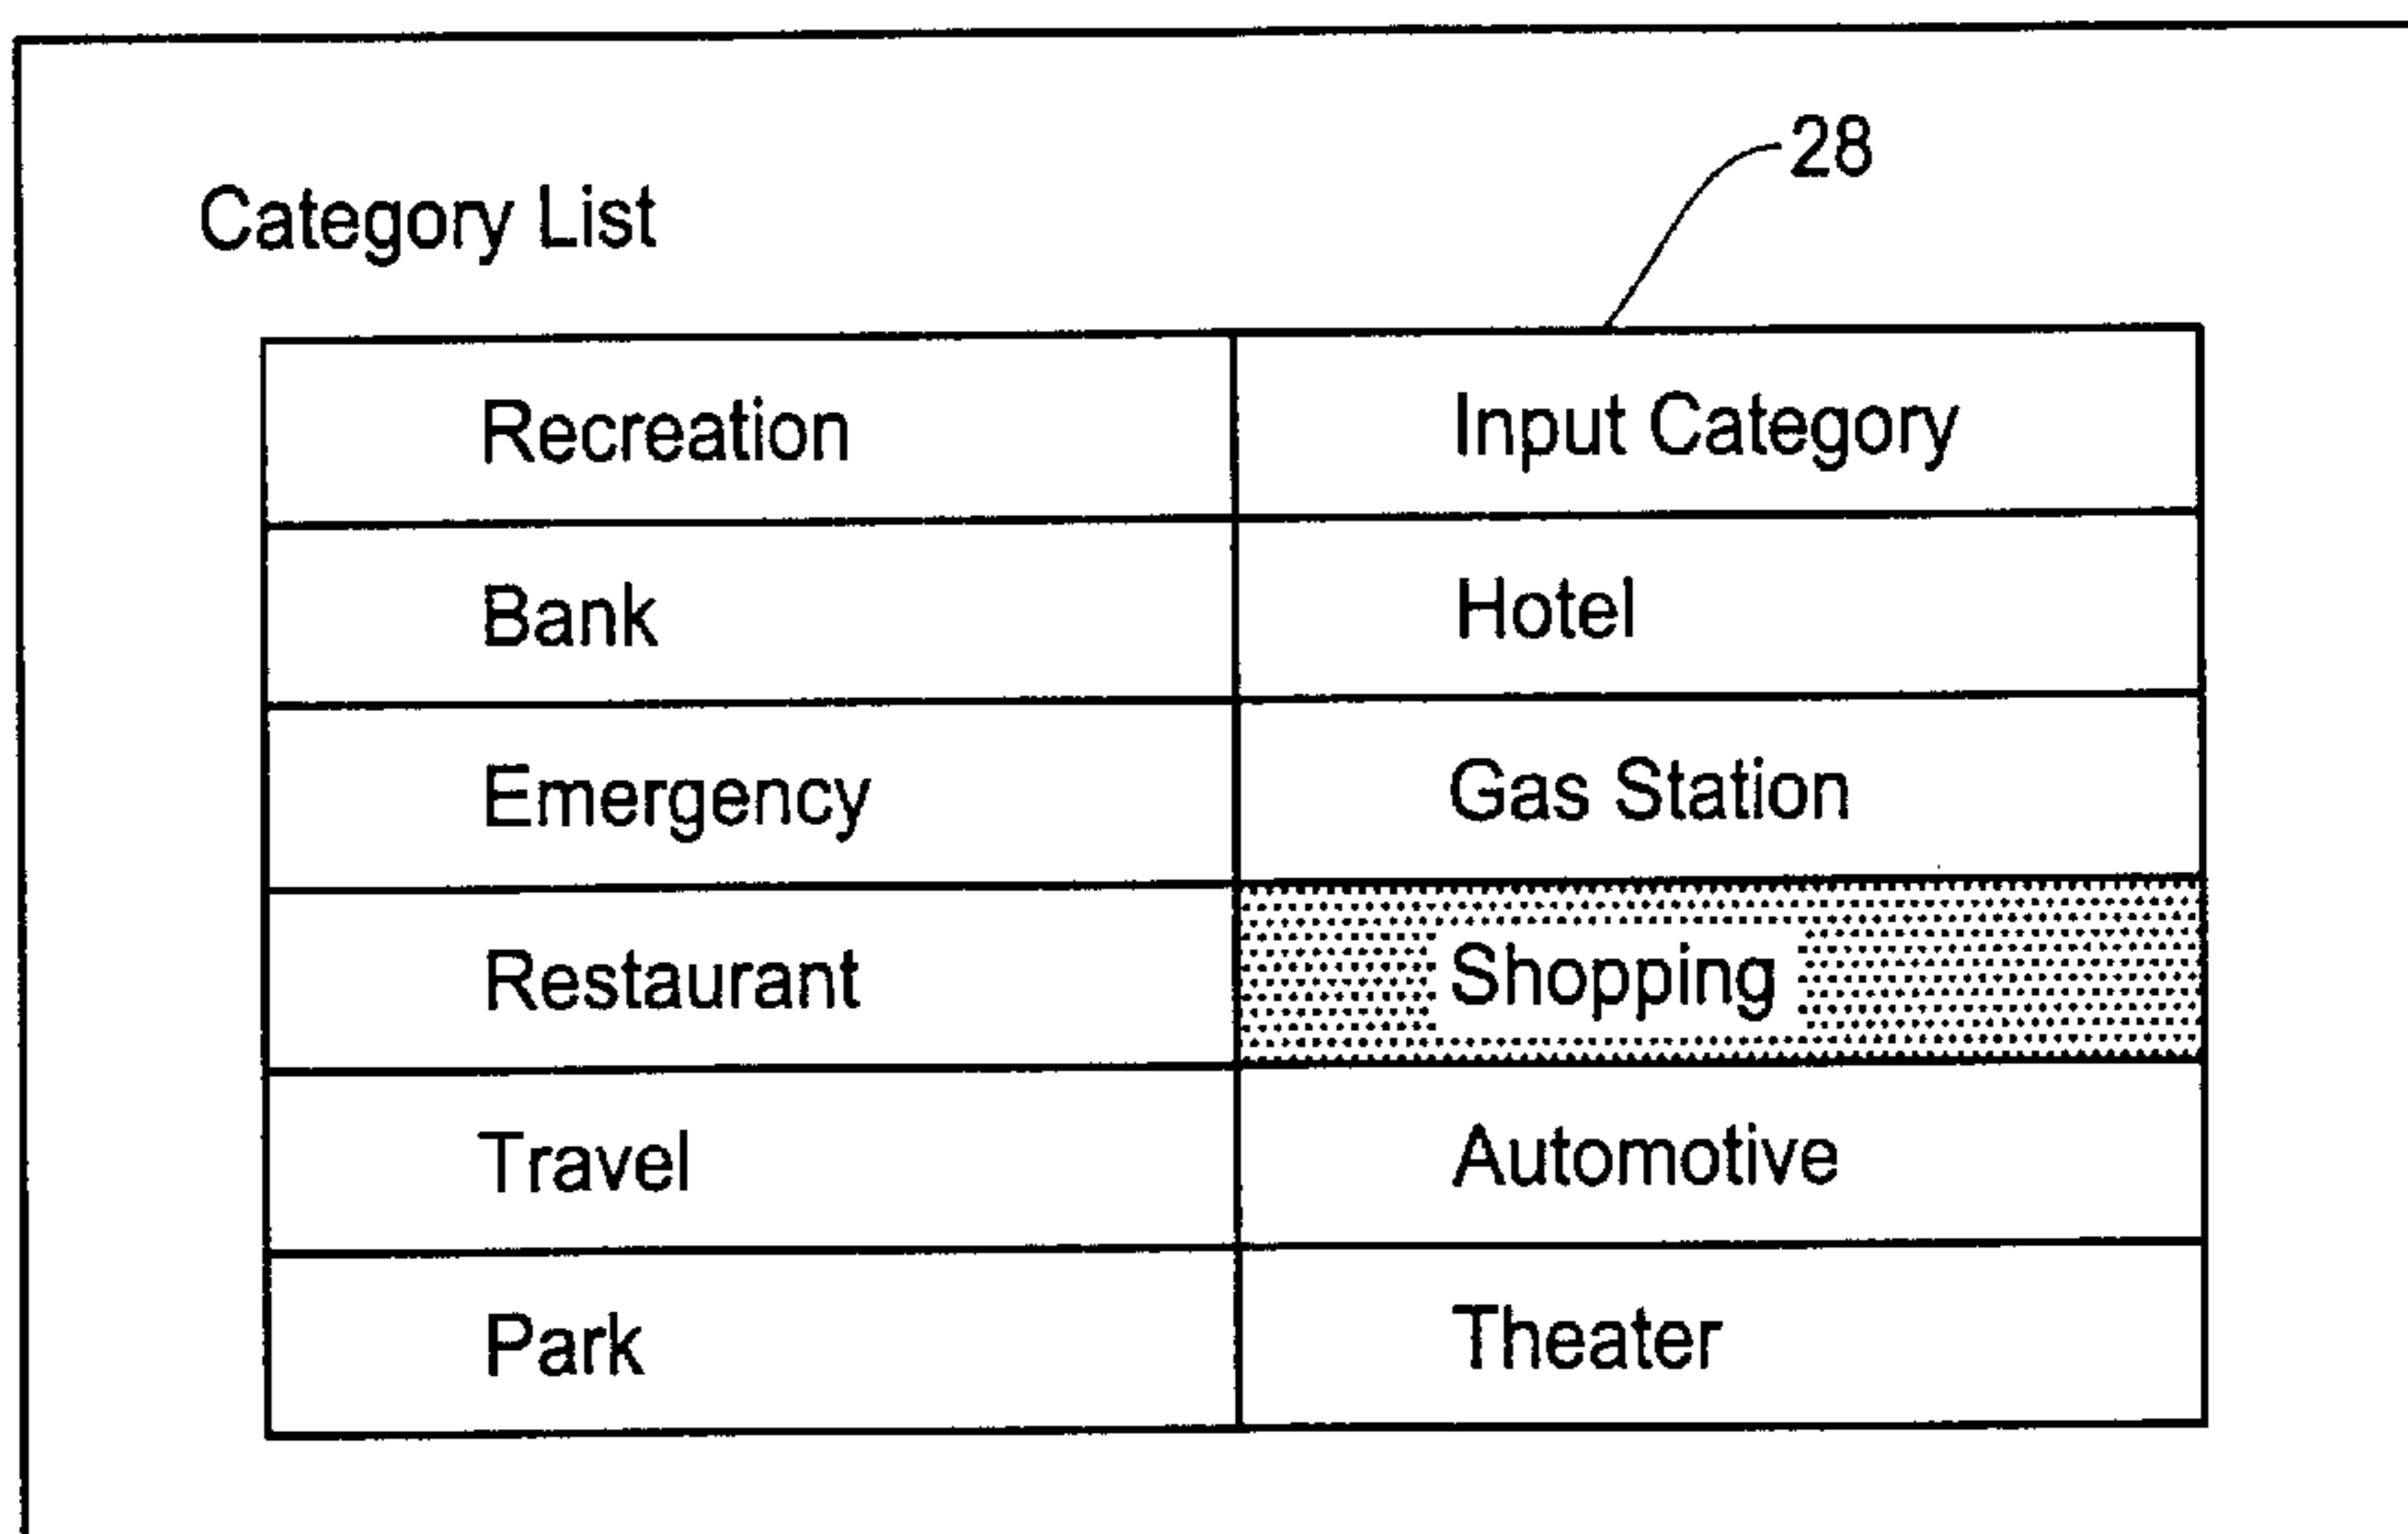 28
Category List
Recreation Input Category
Bank Hotel
Emergency Gas Station
Restaurant Shopping
Travel Automotive
Park Theater